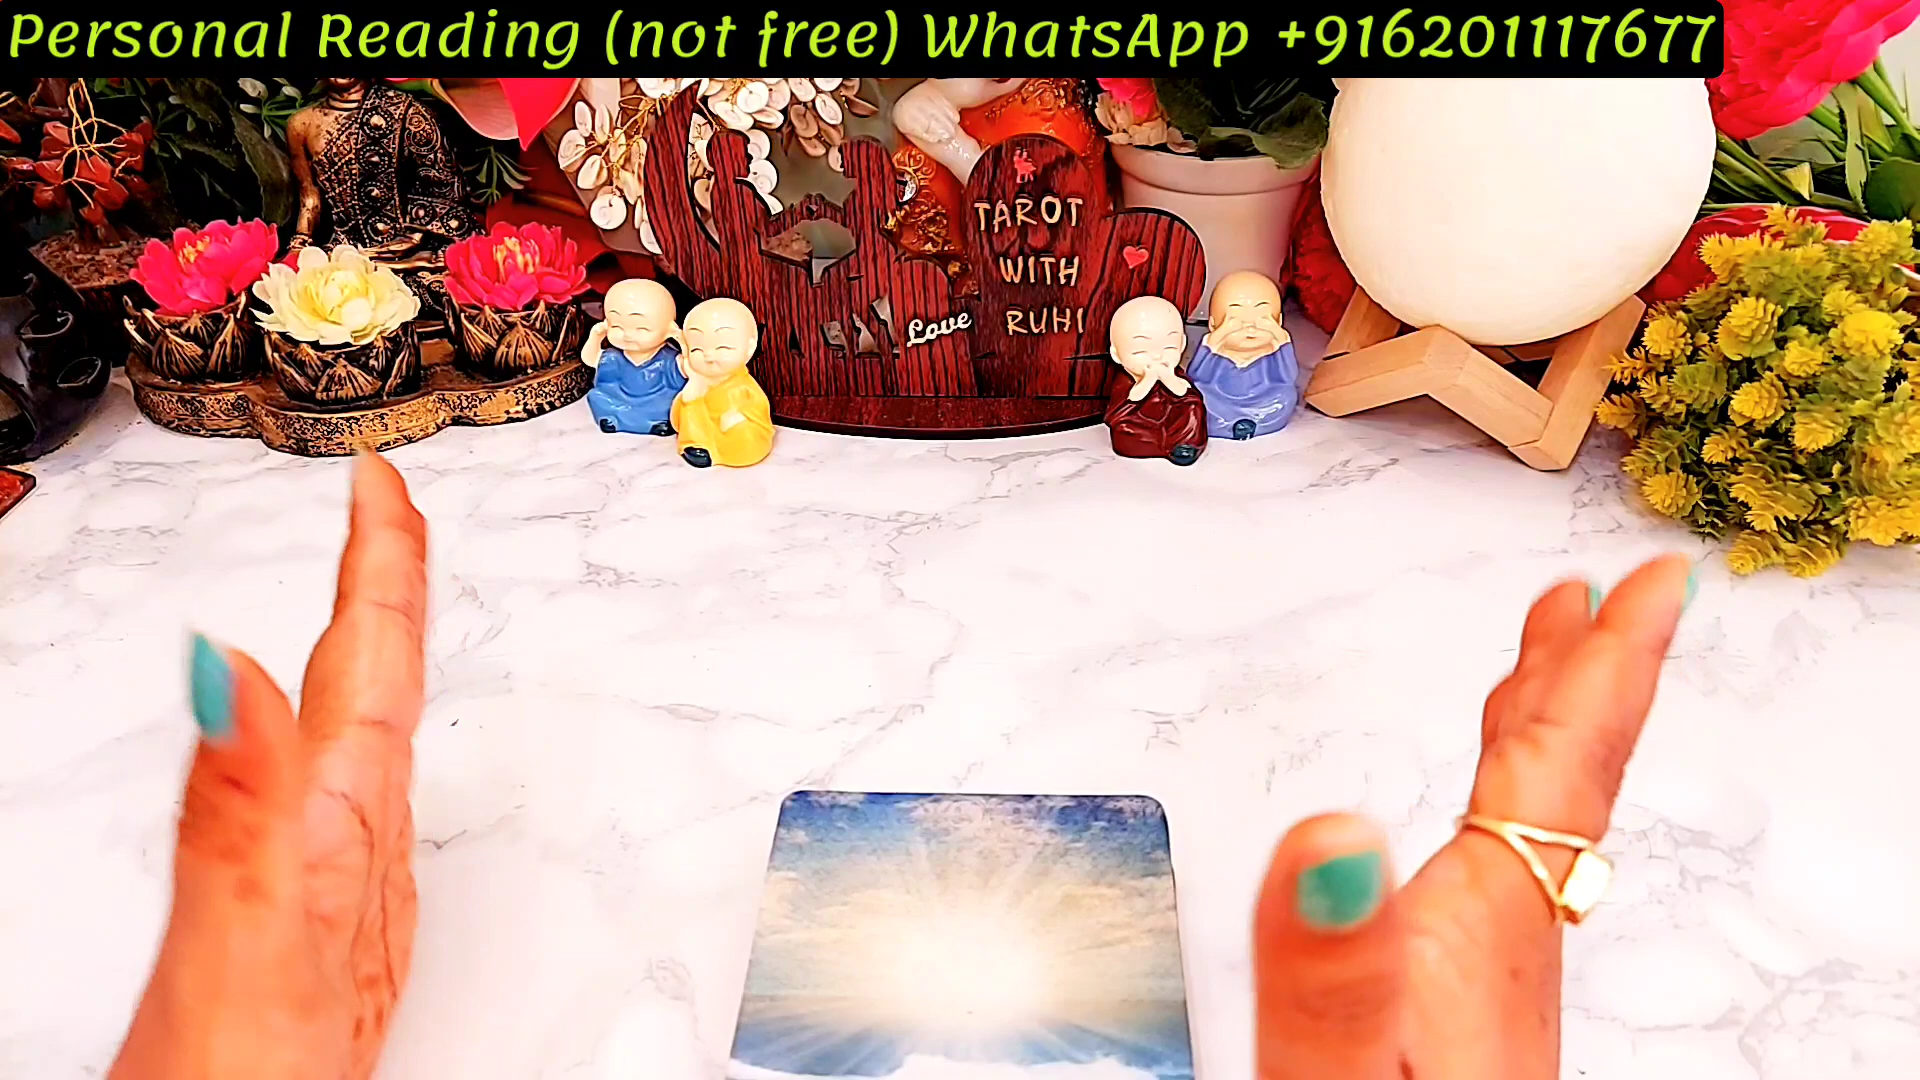 Personal Reading (not free) WhatsApp +916201117677
TAROT
WITH
RUHI
Love